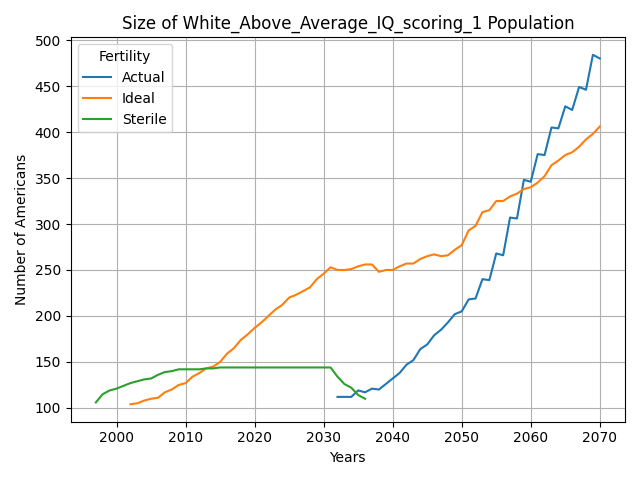 Size of White_Above_Average_IQ_scoring_1 Population
Number of Americans
500
450
400
350
300
250
200
150
100
Fertility
Actual
Ideal
Sterile
2000 2010 2020 2030 2040 2050 2060 2070
Years